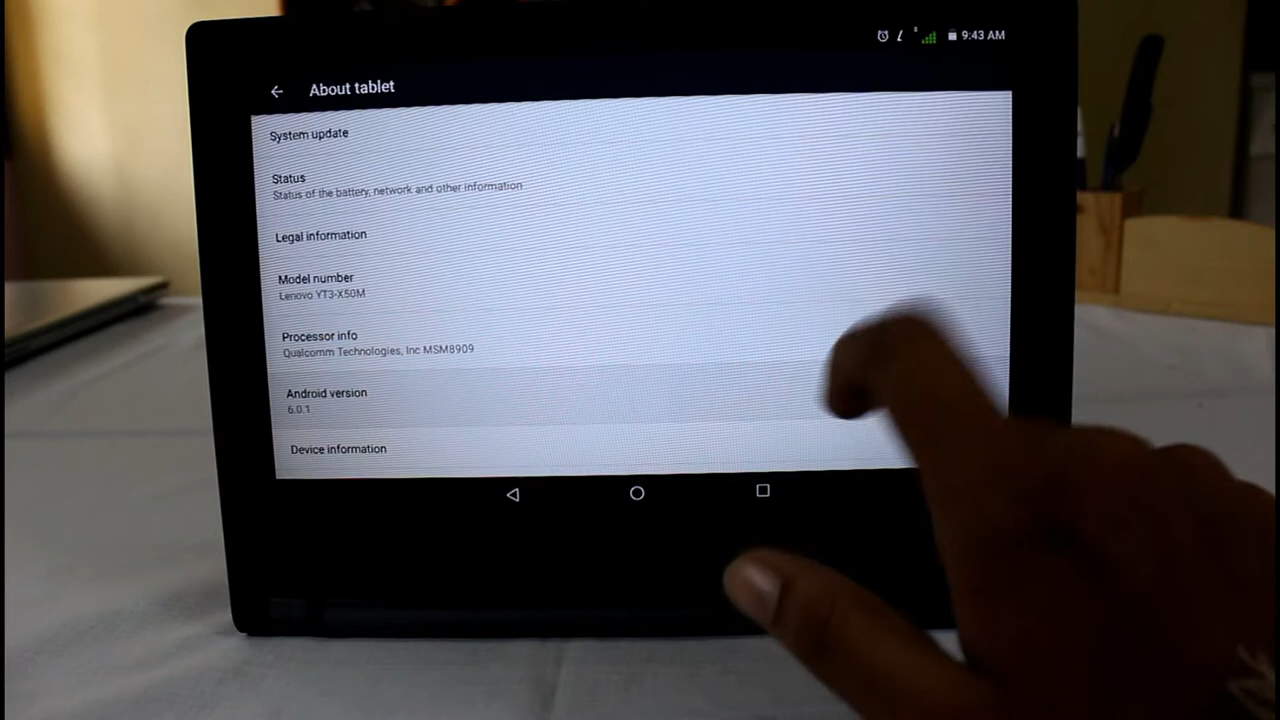 9:43 AM
About tablet
System update
Status
Status of the battery, network and other information
Legal information
Model number
Lenovo YT3-X50M
Processor info
Qualcomm Technologies, Inc MSM8909
Android version
6.0.1
Device information